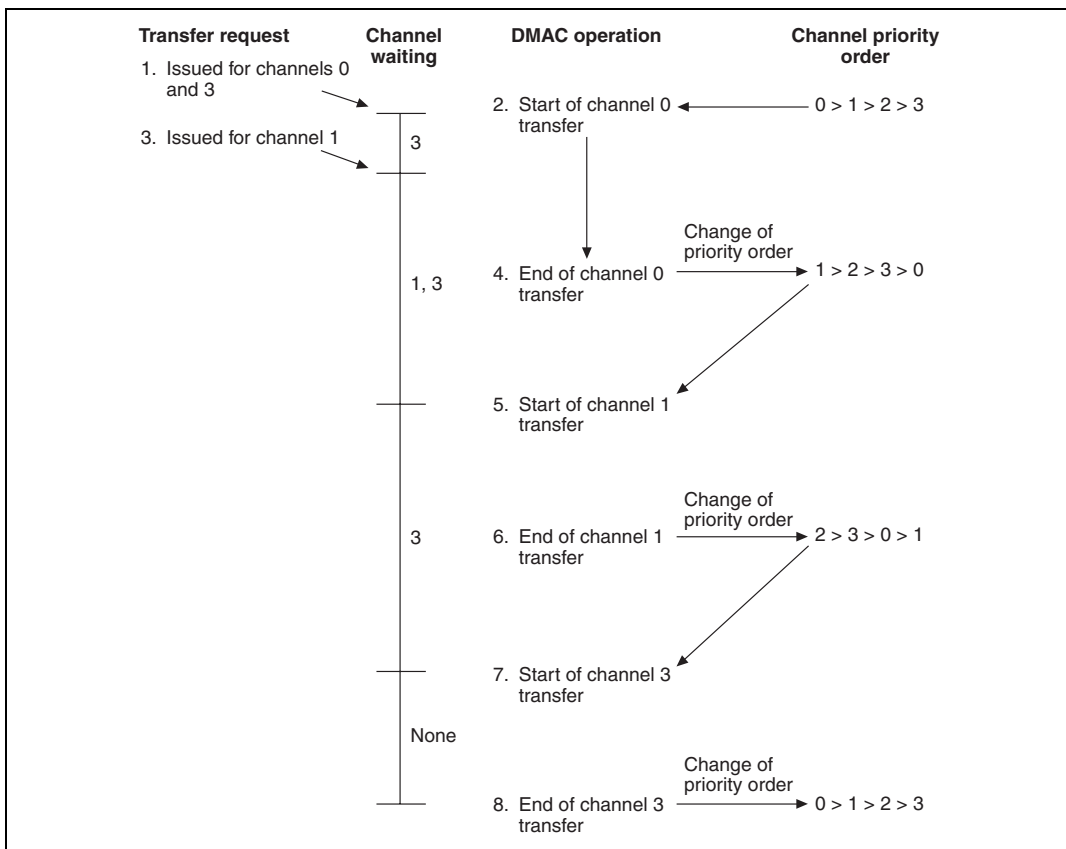 Transfer request
Channel waiting
DMAC operation
Channel priority order
1. Issued for channels 0
and 3
2. Start of channel 0
transfer
0 > 1 > 2 > 3
3. Issued for channel 1
3
Change of
priority order
1, 3
4. End of channel 0
transfer
1 > 2 > 3 > 0
5. Start of channel 1
transfer
Change of
priority order
3
6. End of channel 1
transfer
2 > 3 > 0 > 1
7. Start of channel 3
transfer
None
Change of
priority order
8. End of channel 3
transfer
0 > 1 > 2 > 3